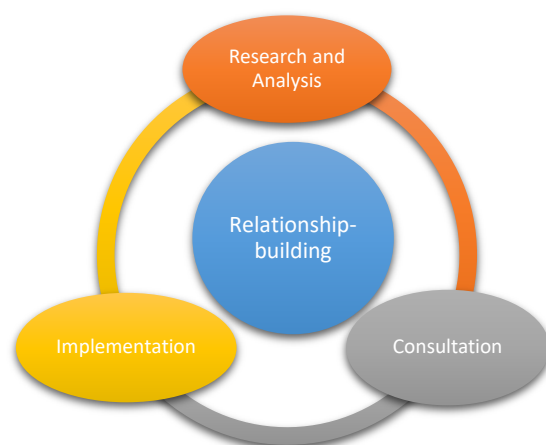 Research and
Analysis
Relationship-
building
Implementation
Consultation